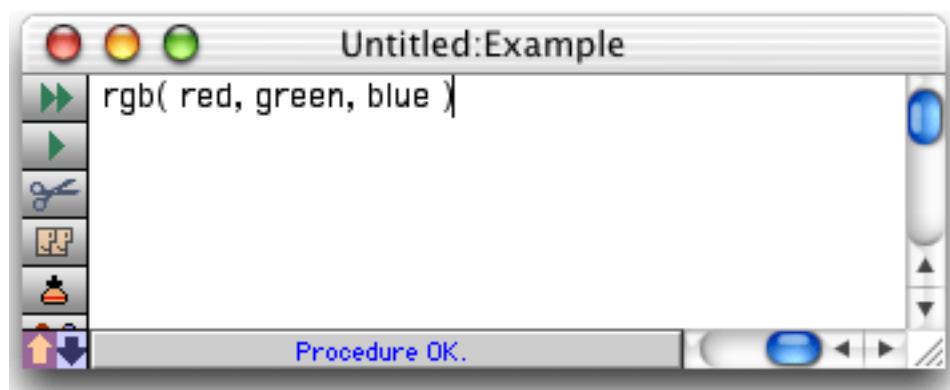 Untitled:Example
rgb( red, green, blue )
Procedure OK.